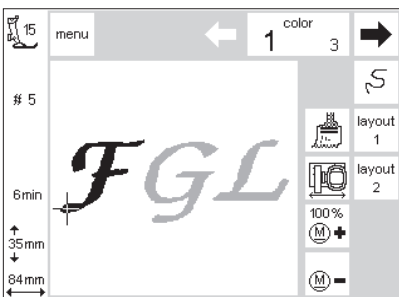 15
menu
color
1 3
# 5
layout
1
layout
2
FGL
6min
35mm
84mm
100%
M +
M -